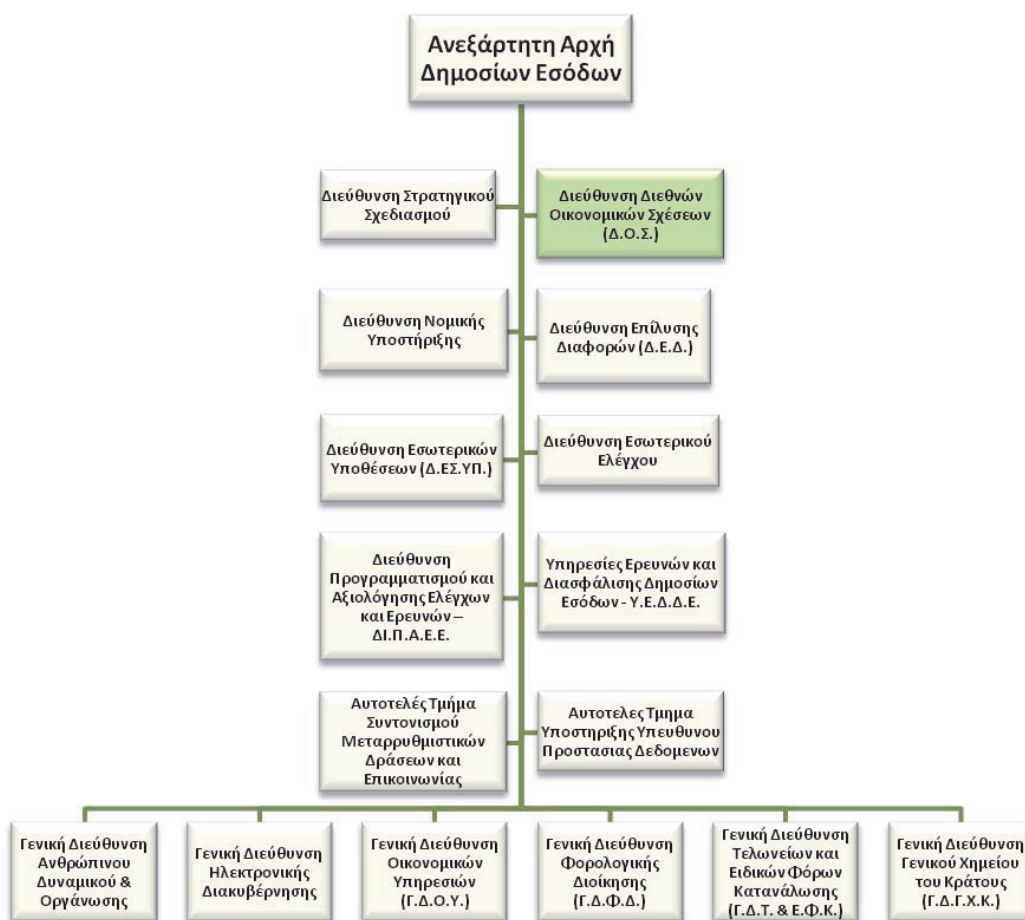 Ανεξάρτητη Αρχή
Δημοσίων Εσόδων
Διεύθυνση Στρατηγικού
Σχεδιασμού
Διεύθυνση Διεθνών
Οικονομικών Σχέσεων
(Δ.Ο.Σ.)
Διεύθυνση Νομικής
Υποστήριξης
Διεύθυνση Επίλυσης
Διαφορών (Δ.Ε.Δ.)
Διεύθυνση Εσωτερικών
Υποθέσεων (Δ.ΕΣ.ΥΠ.)
Διεύθυνση Εσωτερικού
Ελέγχου
Διεύθυνση
Προγραμματισμού και
Αξιολόγησης Ελέγχων
και Ερευνών –
ΔΙ.Π.Α.Ε.Ε.
Υπηρεσίες Ερευνών και
Διασφάλισης Δημοσίων
Εσόδων - Υ.Ε.Δ.Δ.Ε.
Αυτοτελές Τμήμα
Συντονισμού
Μεταρρυθμιστικών
Δράσεων και
Επικοινωνίας
Αυτοτελες Τμημα
Υποστηριξης Υπευθυνου
Προστασιας Δεδομενων
Γενική Διεύθυνση
Ανθρώπινου
Δυναμικού &
Οργάνωσης
Γενική Διεύθυνση
Ηλεκτρονικής
Διακυβέρνησης
Γενική Διεύθυνση
Οικονομικών
Υπηρεσιών
(Γ.Δ.Ο.Υ.)
Γενική Διεύθυνση
Φορολογικής
Διοίκησης
(Γ.Δ.Φ.Δ.)
Γενική Διεύθυνση
Τελωνείων και
Ειδικών Φόρων
Κατανάλωσης
(Γ.Δ.Τ. & Ε.Φ.Κ.)
Γενική Διεύθυνση
Γενικού Χημείου
του Κράτους
(Γ.Δ.Γ.Χ.Κ.)